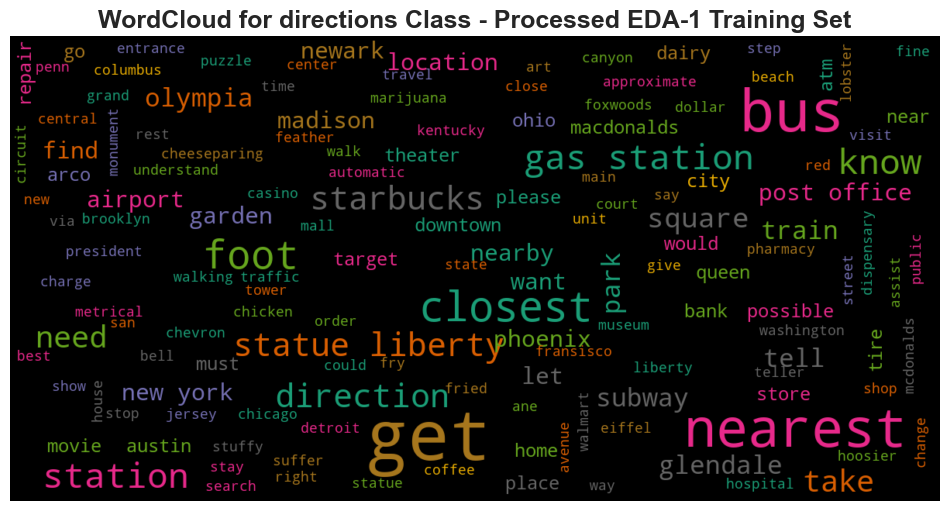 WordCloud for directions Class - Processed EDA-1 Training Set
repair
go
entrance
penn
columbus
puzzle
newark
center
location
travel
art
canyon
dairy
step
atm
lobster
fine
grand
olympia
time
marijuana
close
approximate
beach
bus
central
monument
madison
feather
kentucky
ohio
foxwoods
dollar
macdonalds
near
visit
circuit
find
rest
cheeseparing
walk
theater
gas station
red
know
arco
understand
automatic
main
city
new
airport
casino
starbucks
please
say
post office
via
brooklyn
garden
mall
downtown
unit
court
square
train
president
foot
target
nearby
would
pharmacy
dispensary
public
state
want
park
give
queen
street
assist
charge
walking traffic
tower
closest
metrical
san
chicken
order
museum
bank
possible
need
chevron
statue liberty
phoenix
washington
tire
best
bell
must
could
fry
fransisco
liberty
tell
teller
mcdonalds
show
house
new york
direction
fried
let
subway
store
shop
stop
jersey
chicago
ane
walmart
detroit
get
avenue
eiffel
nearest
change
movie
austin
stuffy
home
hoosier
station
stay
suffer
coffee
glendale
search
right
statue
place
way
hospital
take